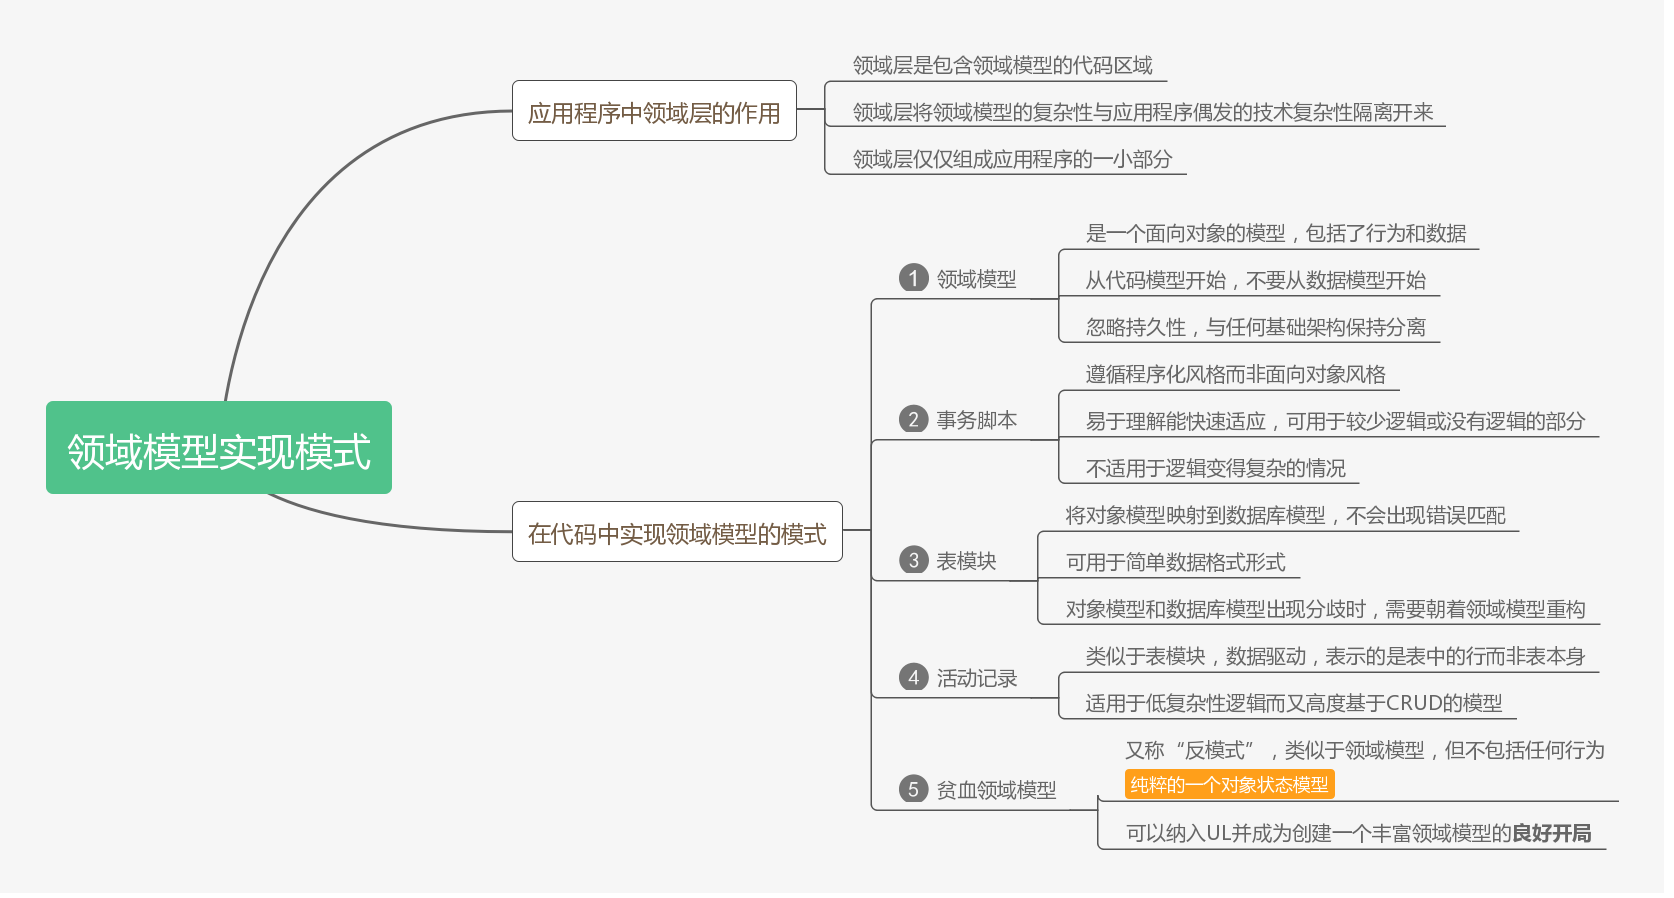 领域模型实现模式
应用程序中领域层的作用
领域层是包含领域模型的代码区域
领域层将领域模型的复杂性与应用程序偶发的技术复杂性隔离开来
领域层仅仅组成应用程序的一小部分
在代码中实现领域模型的模式
1 领域模型
是一个面向对象的模型，包括了行为和数据
从代码模型开始，不要从数据模型开始
忽略持久性，与任何基础架构保持分离
2 事务脚本
遵循程序化风格而非面向对象风格
易于理解能快速适应，可用于较少逻辑或没有逻辑的部分
不适用于逻辑变得复杂的情况
3 表模块
将对象模型映射到数据库模型，不会出现错误匹配
可用于简单数据格式形式
对象模型和数据库模型出现分歧时，需要朝着领域模型重构
4 活动记录
类似于表模块，数据驱动，表示的是表中的行而非表本身
适用于低复杂性逻辑而又高度基于CRUD的模型
5 贫血领域模型
又称“反模式”，类似于领域模型，但不包括任何行为
纯粹的一个对象状态模型
可以纳入UL并成为创建一个丰富领域模型的良好开局